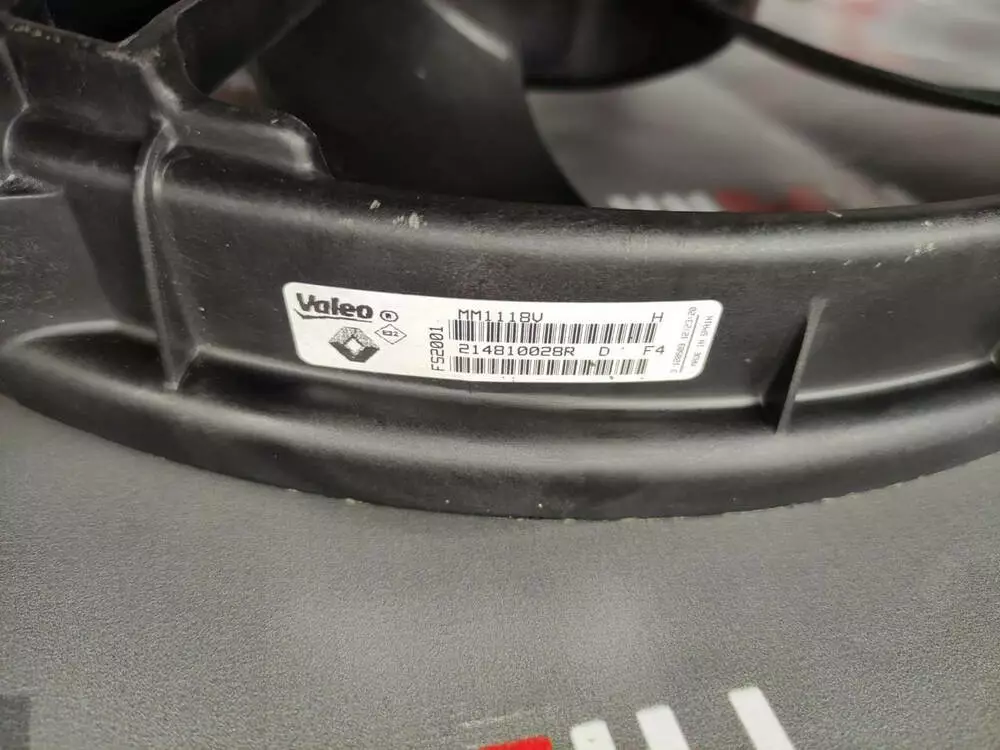 Valeo ®
MM1118V H
FS2001
214810028R D F4
MADE IN SPAIN